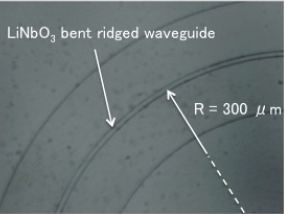 LiNbO₃ bent ridged waveguide
R = 300 μm